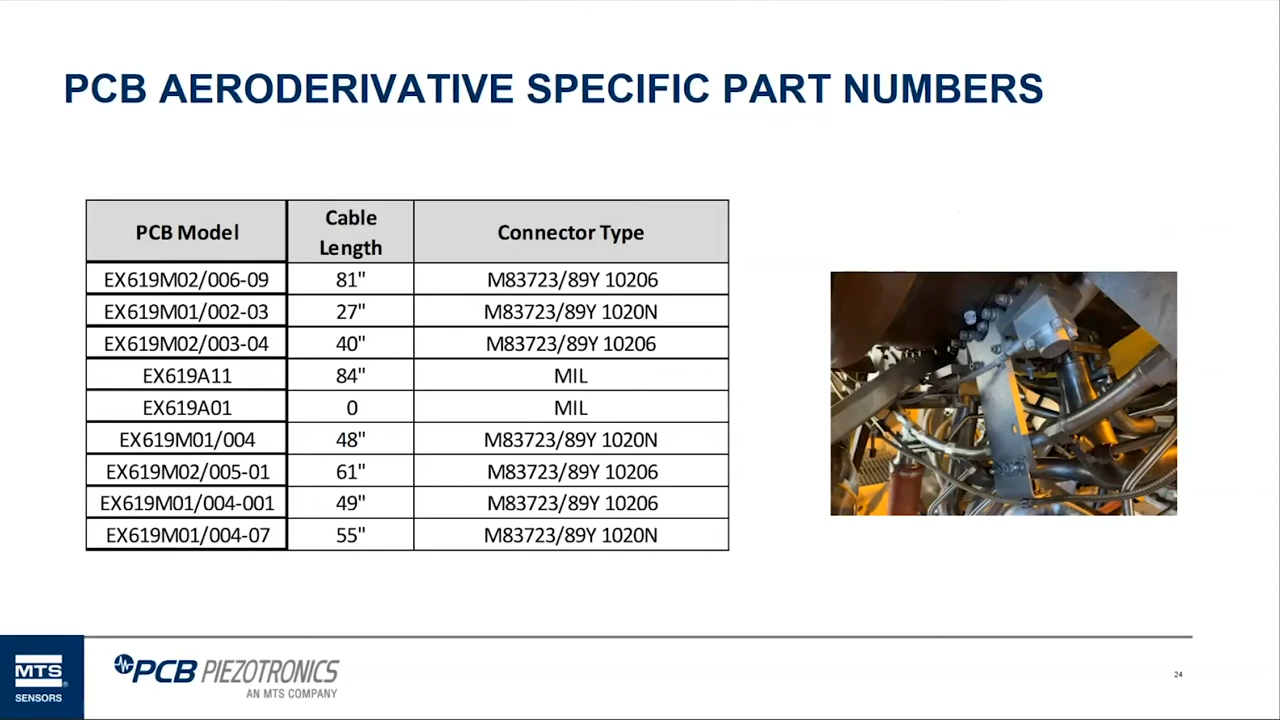 PCB AERODERIVATIVE SPECIFIC PART NUMBERS
PCB Model Cable Length Connector Type
EX619M02/006-09 81" M83723/89Y 10206
EX619M01/002-03 27" M83723/89Y 1020N
EX619M02/003-04 40" M83723/89Y 10206
EX619A11 84" MIL
EX619A01 0 MIL
EX619M01/004 48" M83723/89Y 1020N
EX619M02/005-01 61" M83723/89Y 10206
EX619M01/004-001 49" M83723/89Y 10206
EX619M01/004-07 55" M83723/89Y 1020N
MTS
SENSORS
PCB PIEZOTRONICS
AN MTS COMPANY
24